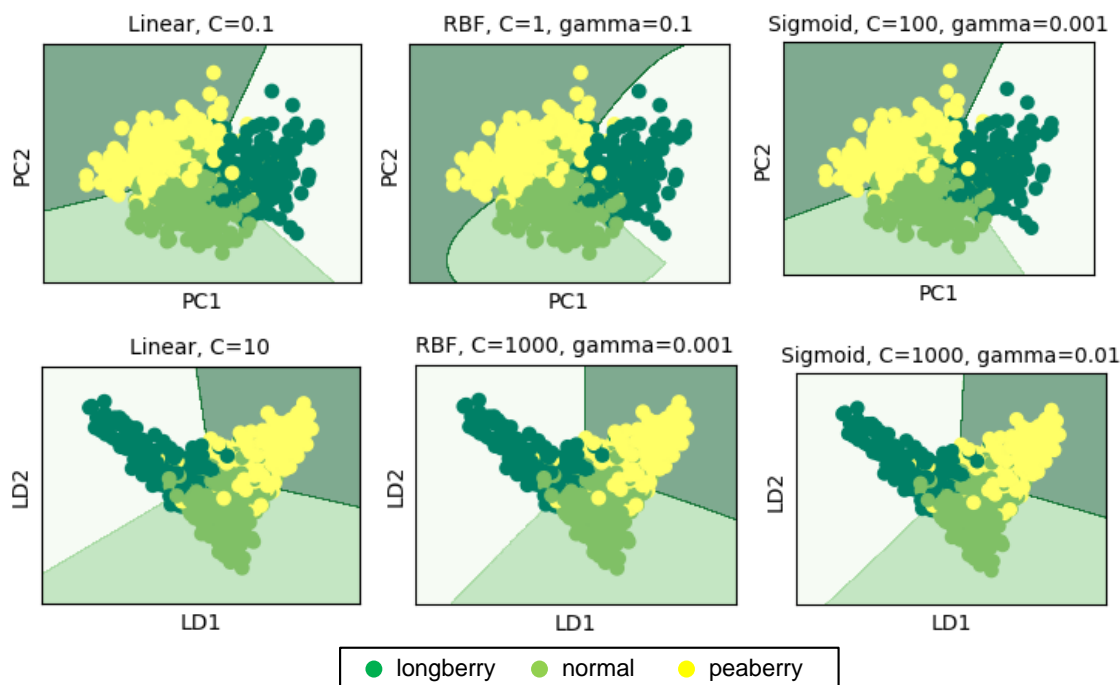 Linear, C=0.1
RBF, C=1, gamma=0.1
Sigmoid, C=100, gamma=0.001
PC2
PC2
PC2
PC1
PC1
PC1
Linear, C=10
RBF, C=1000, gamma=0.001
Sigmoid, C=1000, gamma=0.01
LD2
LD2
LD2
LD1
LD1
LD1
longberry
normal
peaberry